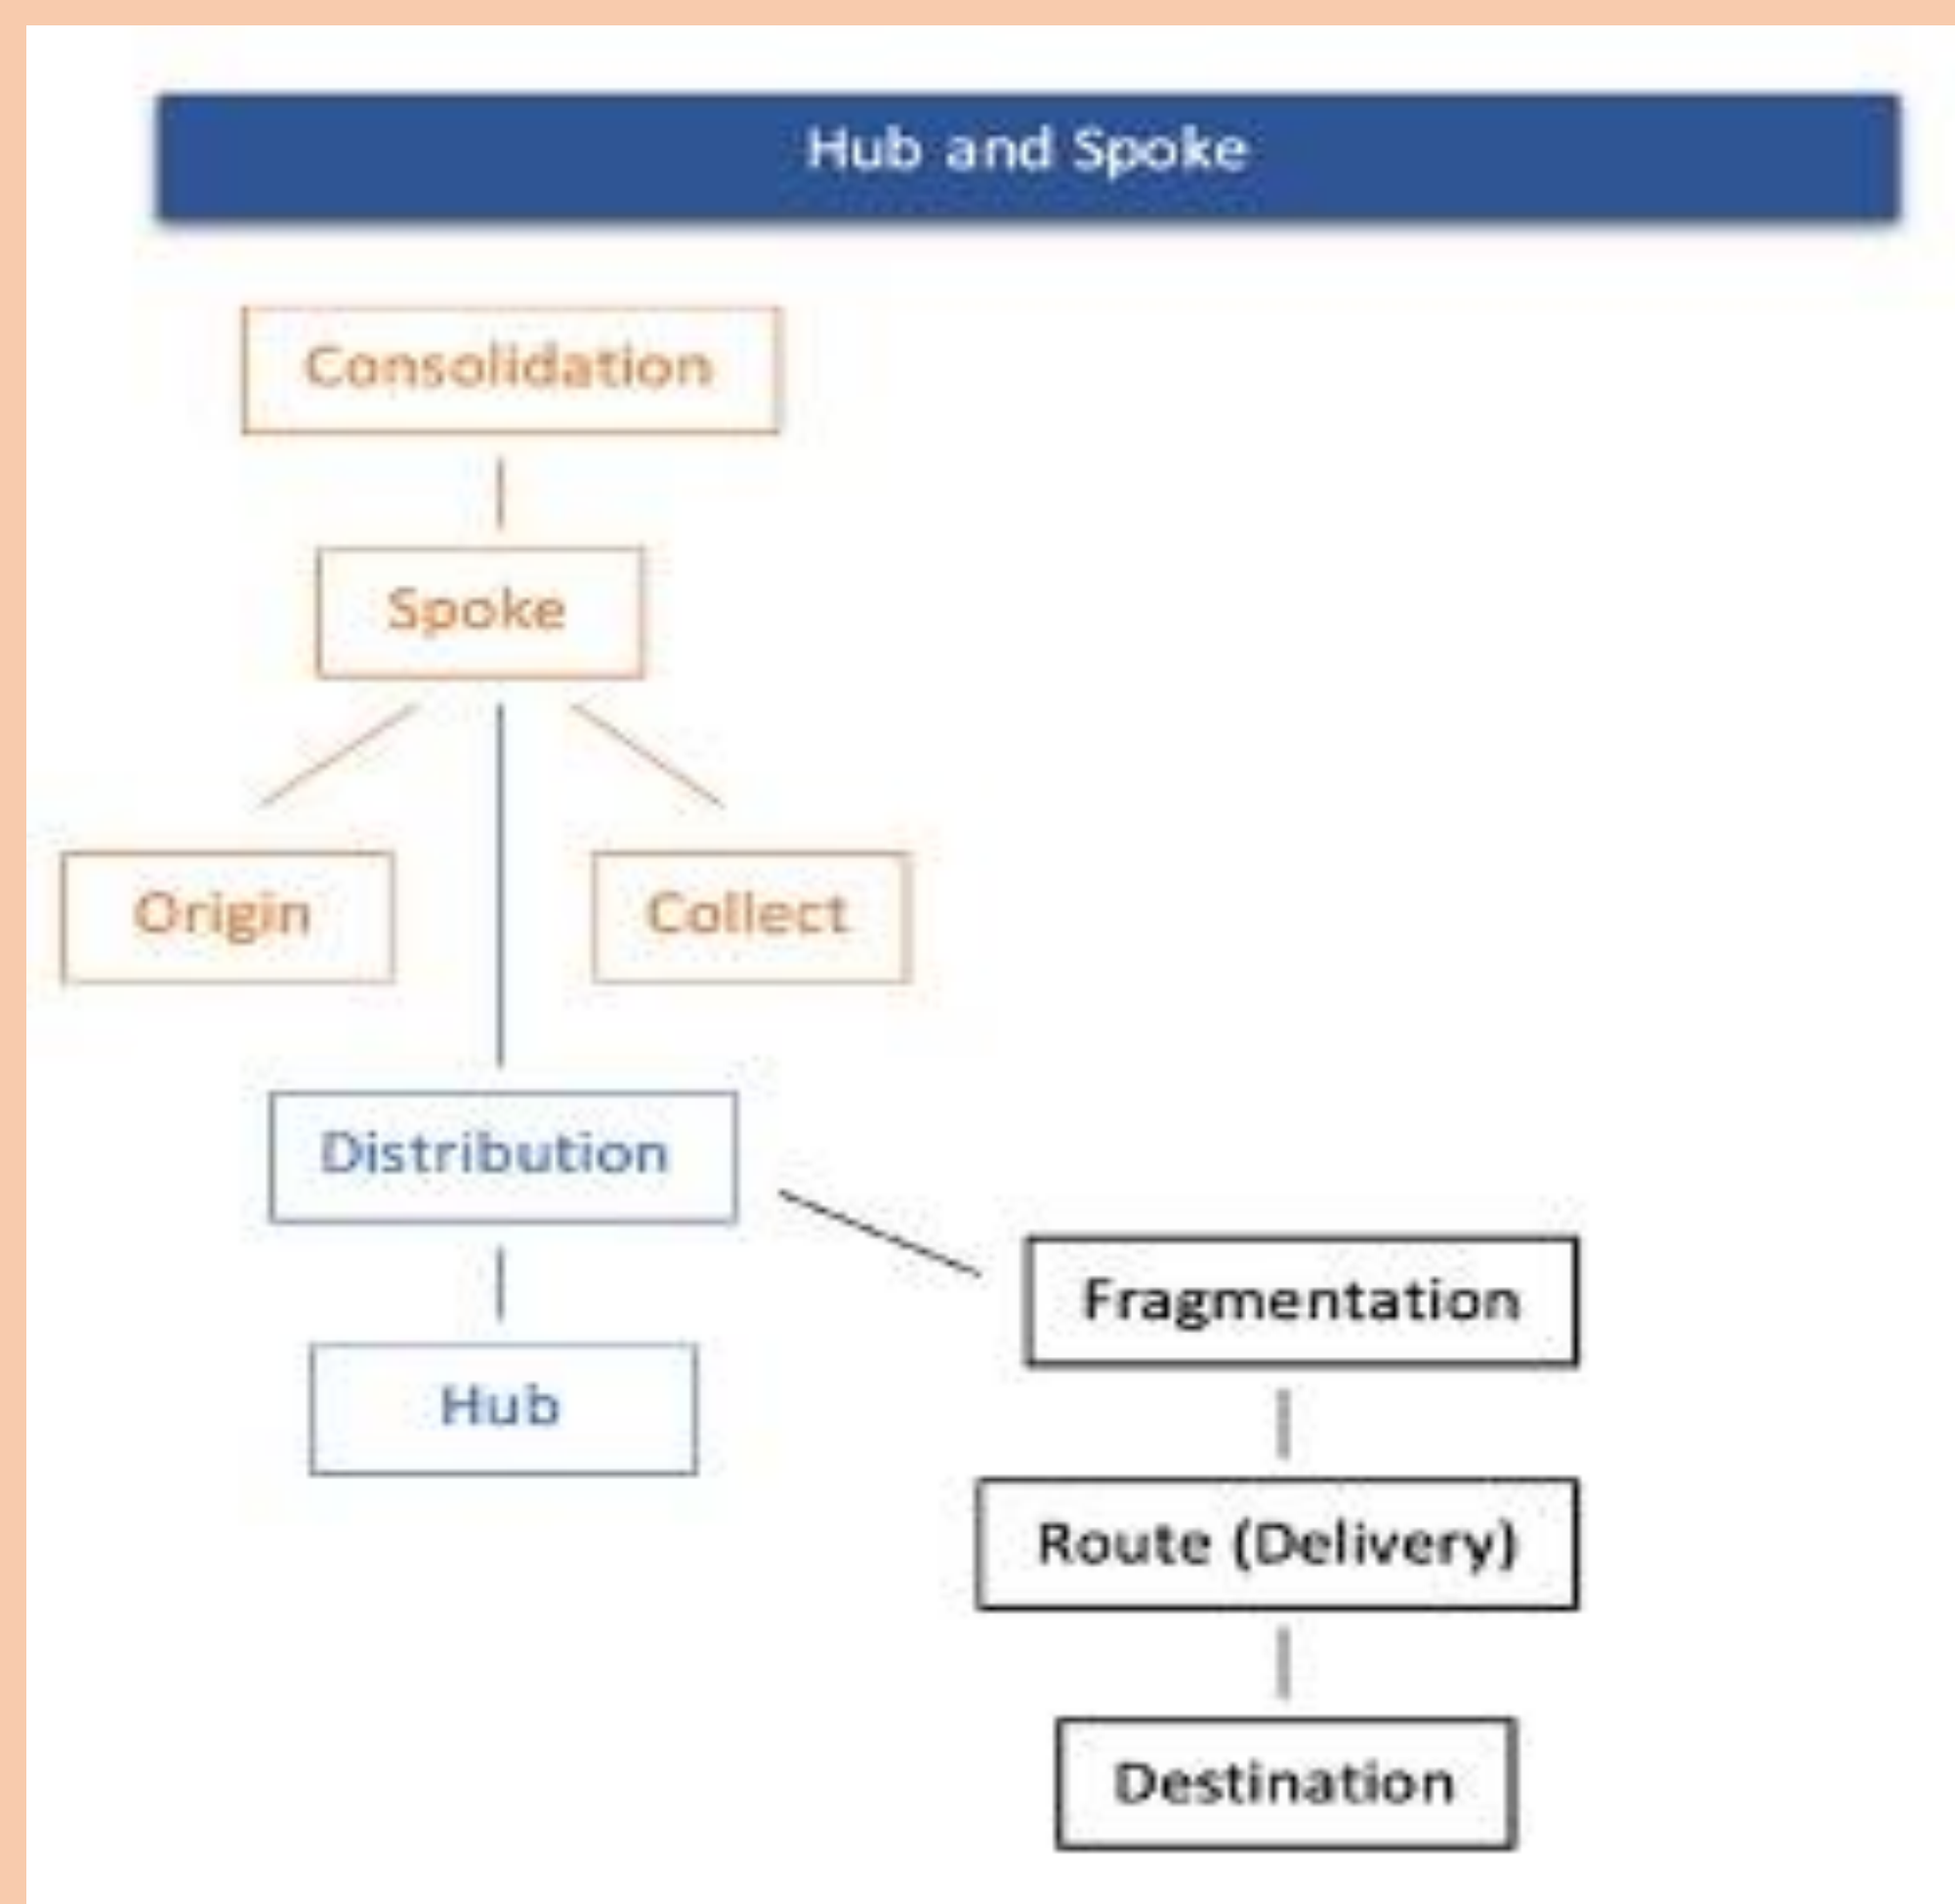 Hub and Spoke
Consolidation
Spoke
Origin
Collect
Distribution
Fragmentation
Hub
Route (Delivery)
Destination